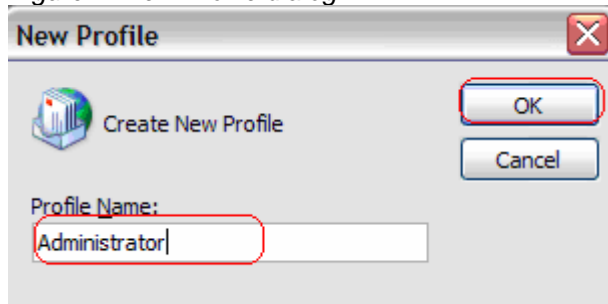 New Profile
Create New Profile
OK
Cancel
Profile Name:
Administrator